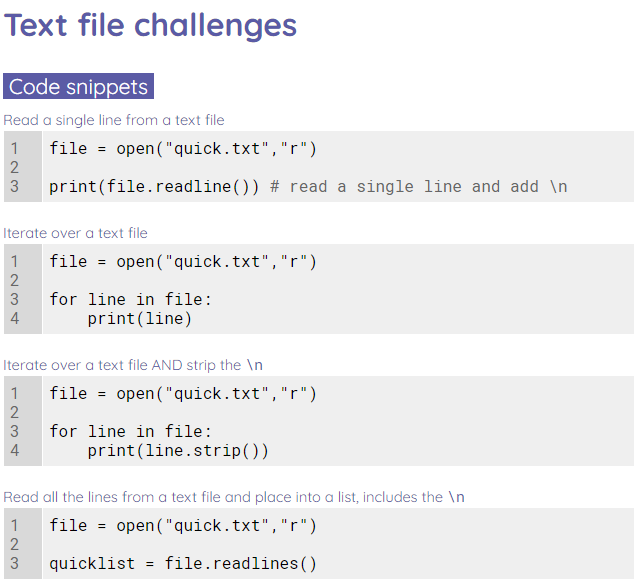 Text file challenges
Code snippets
Read a single line from a text file
1 file = open("quick.txt","r")
2
3 print(file.readline()) # read a single line and add \n
Iterate over a text file
1 file = open("quick.txt","r")
2
3 for line in file:
4     print(line)
Iterate over a text file AND strip the \n
1 file = open("quick.txt","r")
2
3 for line in file:
4     print(line.strip())
Read all the lines from a text file and place into a list, includes the \n
1 file = open("quick.txt","r")
2
3 quicklist = file.readlines()